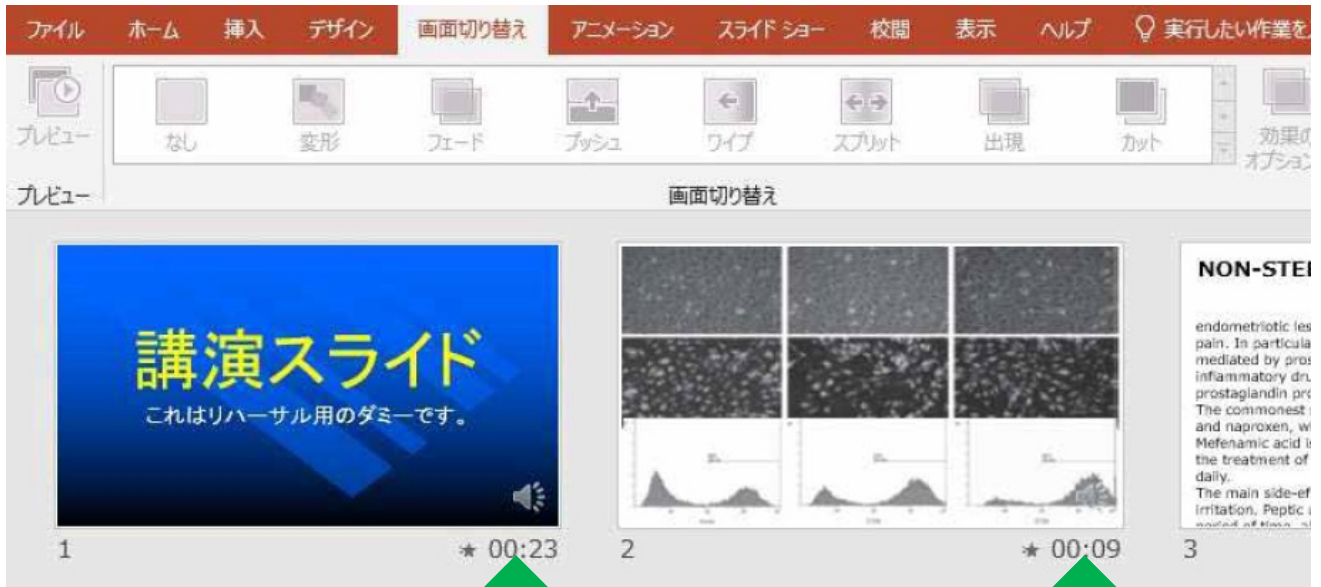 ファイル ホーム 挿入 デザイン 画面切り替え アニメーション スライド ショー 校閲 表示 ヘルプ 実行したい作業を
プレビュー なし 変形 フェード プッシュ ワイプ スプリット 出現 カット 効果の
オプション
プレビュー 画面切り替え
講演スライド
これはリハーサル用のダミーです。
1 00:23 2 00:09 3
NON-STE
endometriotic les
pain. In particula
mediated by pros
inflammatory dru
prostaglandin pro
The commonest
and naproxen, w
Mefenamic acid i
the treatment of
daily.
The main side-ef
irritation. Peptic